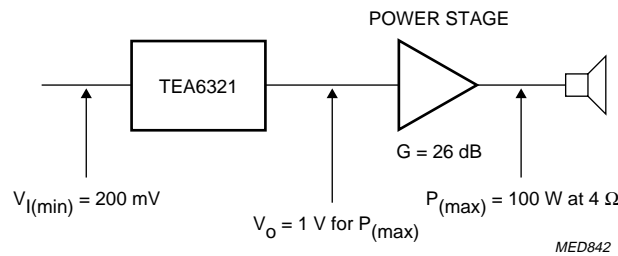 POWER STAGE
TEA6321
G = 26 dB
V_I(min) = 200 mV
V_o = 1 V for P_(max)
P_(max) = 100 W at 4 Ω
MED842